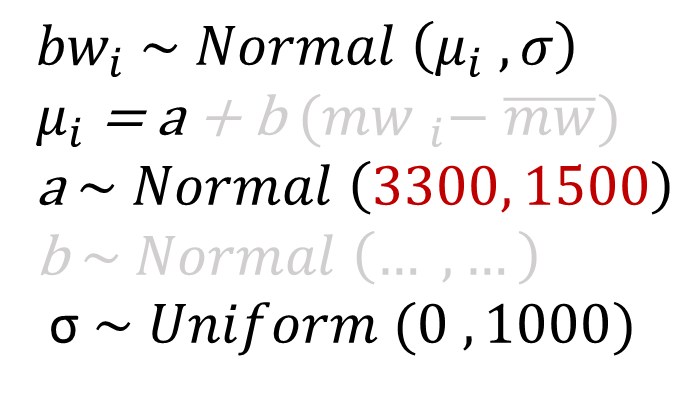 bwᵢ ~ Normal (μᵢ , σ)
μᵢ = a + b (mw ᵢ− m̅w̅)
a ~ Normal (3300, 1500)
b ~ Normal (… , … )
σ ~ Uniform (0 , 1000)